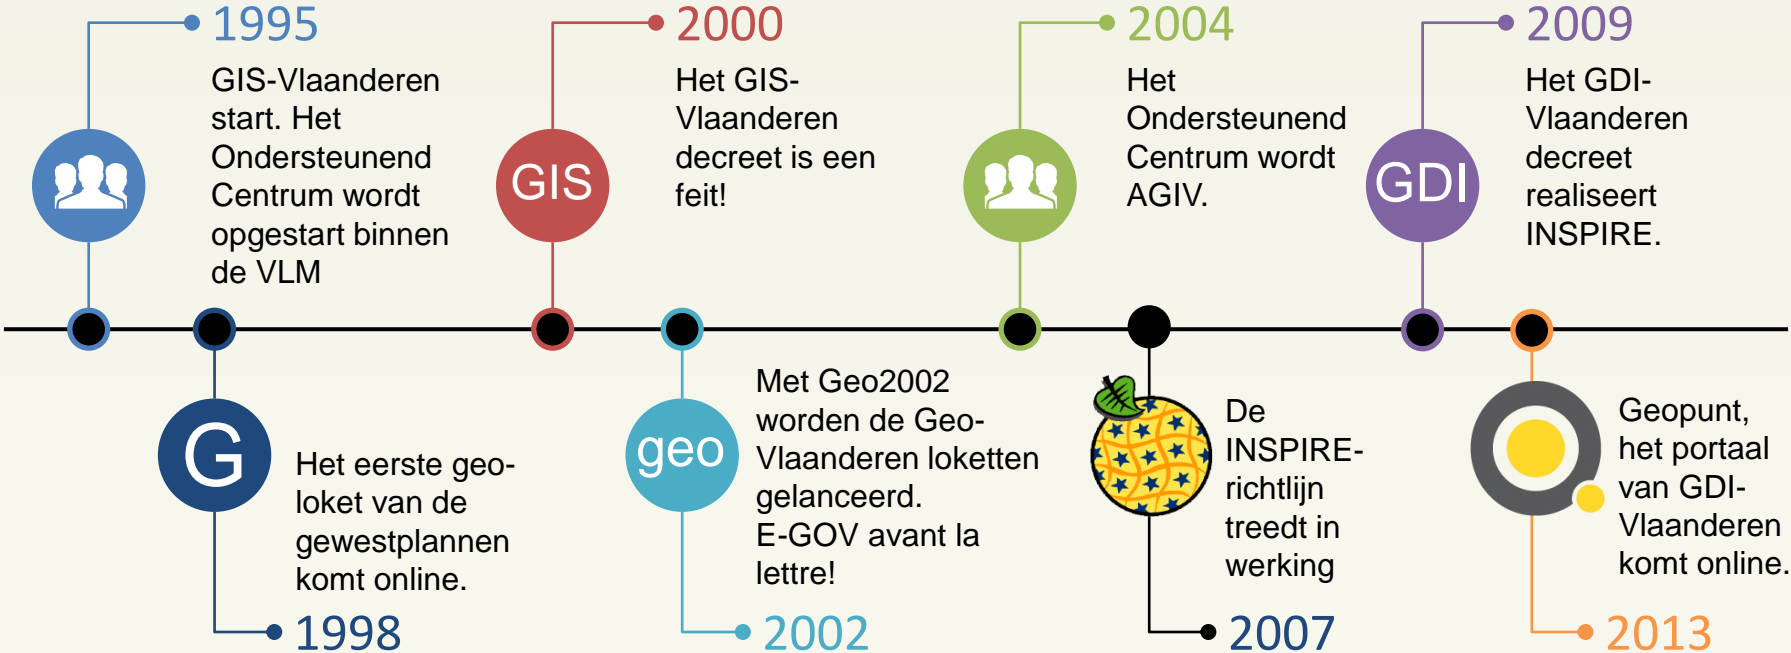 1995
GIS-Vlaanderen
start. Het
Ondersteunend
Centrum wordt
opgestart binnen
de VLM
GIS
2000
Het GIS-
Vlaanderen
decreet is een
feit!
2004
Het
Ondersteunend
Centrum wordt
AGIV.
GDI
2009
Het GDI-
Vlaanderen
decreet
realiseert
INSPIRE.
G
Het eerste geo-
loket van de
gewestplannen
komt online.
1998
geo
Met Geo2002
worden de Geo-
Vlaanderen loketten
gelanceerd.
E-GOV avant la
lettre!
2002
De
INSPIRE-
richtlijn
treedt in
werking
2007
Geopunt,
het portaal
van GDI-
Vlaanderen
komt online.
2013